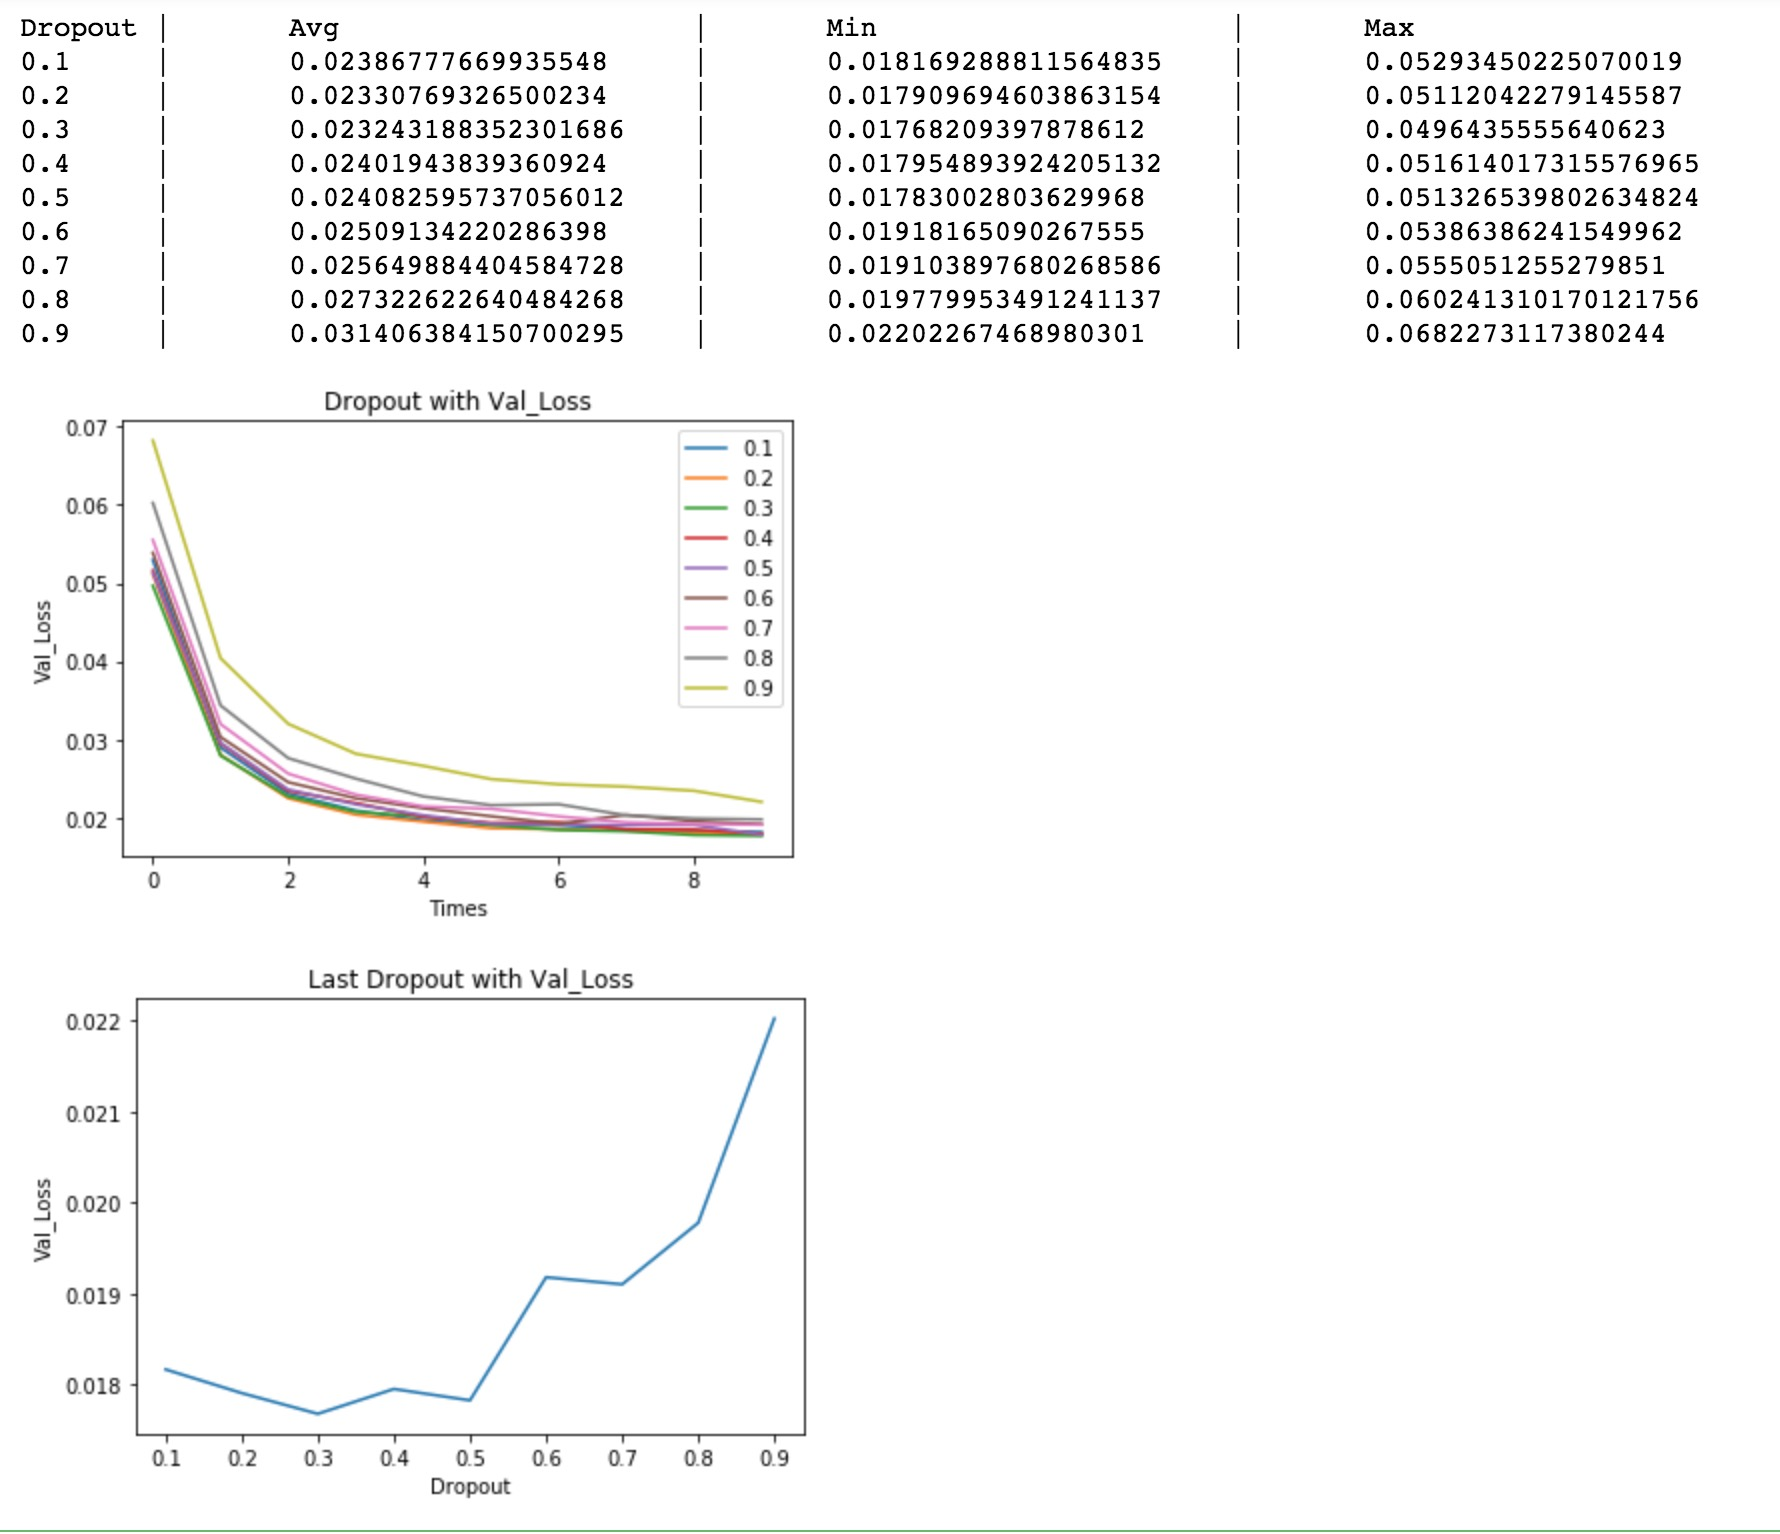 Dropout | Avg | Min | Max
0.1 | 0.02386777669935548 | 0.018169288811564835 | 0.05293450225070019
0.2 | 0.02330769326500234 | 0.017909694603863154 | 0.05112042279145587
0.3 | 0.023243188352301686 | 0.01768209397878612 | 0.0496435555640623
0.4 | 0.02401943839360924 | 0.017954893924205132 | 0.051614017315576965
0.5 | 0.024082595737056012 | 0.01783002803629968 | 0.051326539802634824
0.6 | 0.02509134220286398 | 0.01918165090267555 | 0.05386386241549962
0.7 | 0.025649884404584728 | 0.019103897680268586 | 0.0555051255279851
0.8 | 0.027322622640484268 | 0.019779953491241137 | 0.060241310170121756
0.9 | 0.031406384150700295 | 0.02202267468980301 | 0.0682273117380244
Dropout with Val_Loss
0.07
0.06
0.05
0.04
0.03
0.02
Val_Loss
0.1
0.2
0.3
0.4
0.5
0.6
0.7
0.8
0.9
0 2 4 6 8
Times
Last Dropout with Val_Loss
0.022
0.021
0.020
0.019
0.018
Val_Loss
0.1 0.2 0.3 0.4 0.5 0.6 0.7 0.8 0.9
Dropout